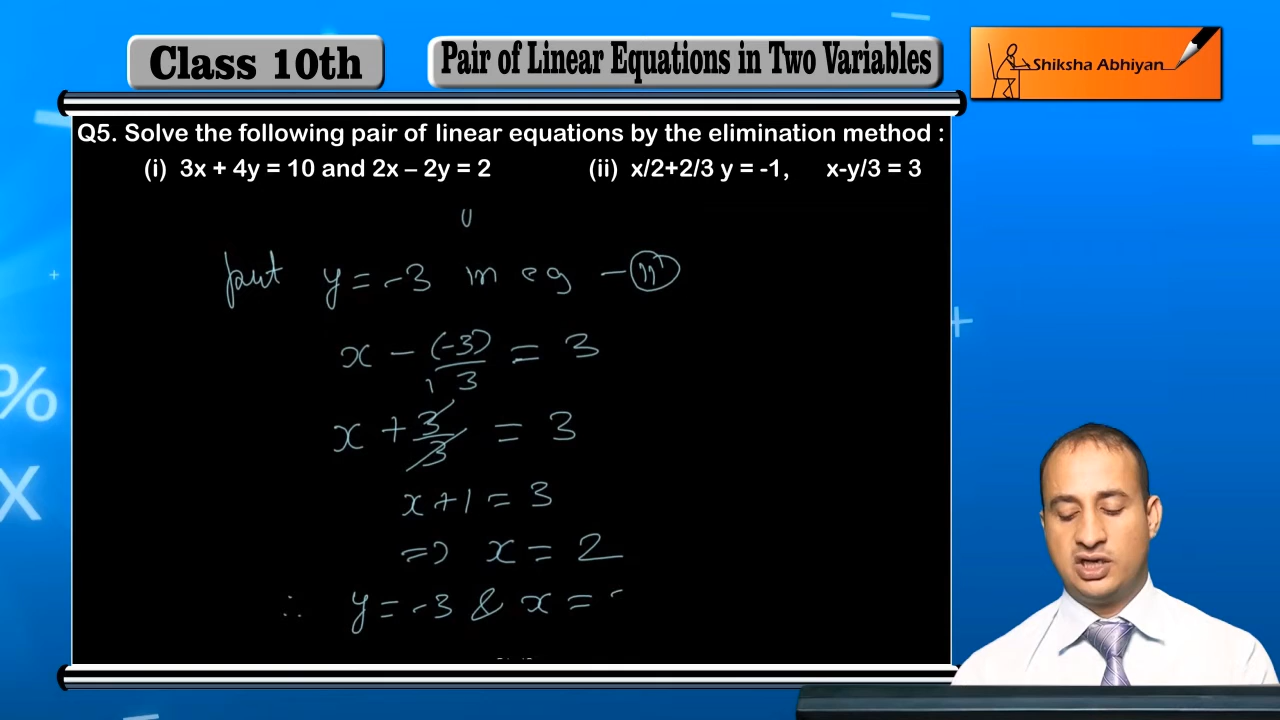 Class 10th
Pair of Linear Equations in Two Variables
Shiksha Abhiyan
Q5. Solve the following pair of linear equations by the elimination method :
(i) 3x + 4y = 10 and 2x – 2y = 2 (ii) x/2+2/3 y = -1, x-y/3 = 3
put y = -3 in eq - (ii)
x - (-3)/3 = 3
x + 3/3 = 3
x + 1 = 3
=> x = 2
∴ y = -3 & x =
%
X
+
+